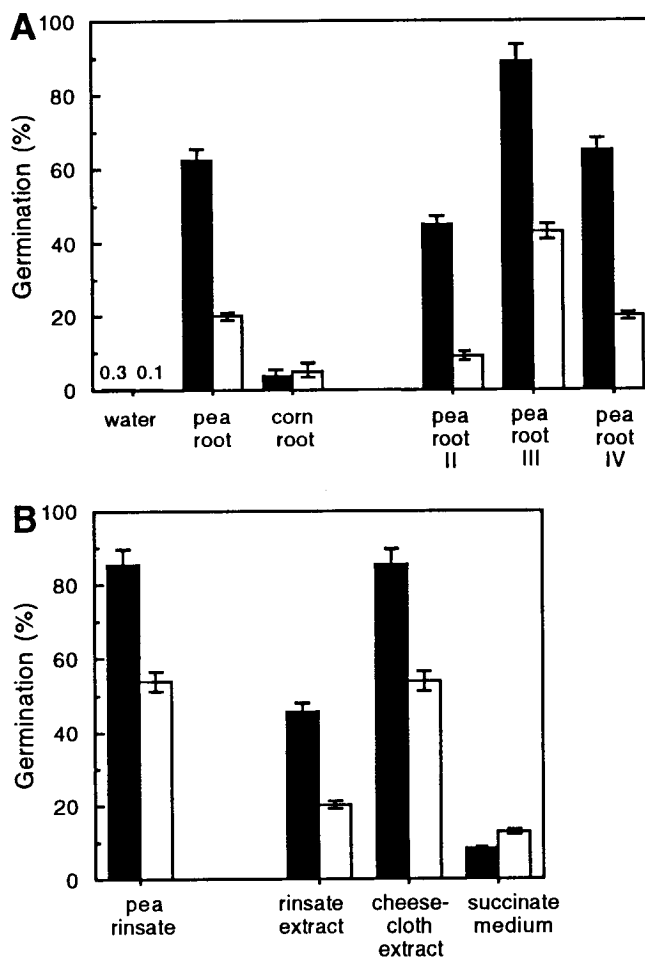 A
100
80
60
40
20
0
Germination (%)
0.3 0.1
water
pea
root
corn
root
pea
root
II
pea
root
III
pea
root
IV
B
100
80
60
40
20
0
Germination (%)
pea
rinsate
rinsate
extract
cheese-
cloth
extract
succinate
medium